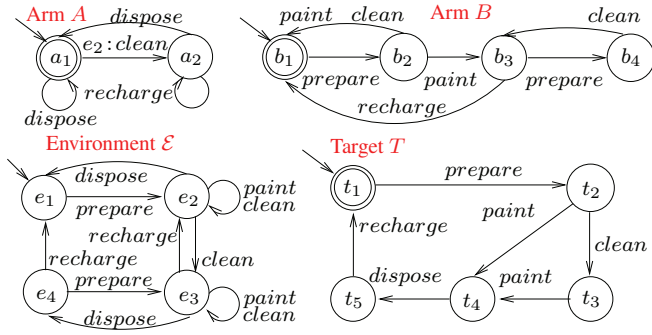 Arm A
dispose
e2 : clean
a1
a2
recharge
dispose
Arm B
paint
clean
clean
b1
b2
b3
b4
prepare
paint
prepare
recharge
Environment ℰ
dispose
e1
e2
paint
clean
prepare
recharge
clean
recharge
prepare
e4
e3
paint
clean
dispose
Target T
prepare
t1
t2
paint
recharge
clean
dispose
paint
t5
t4
t3